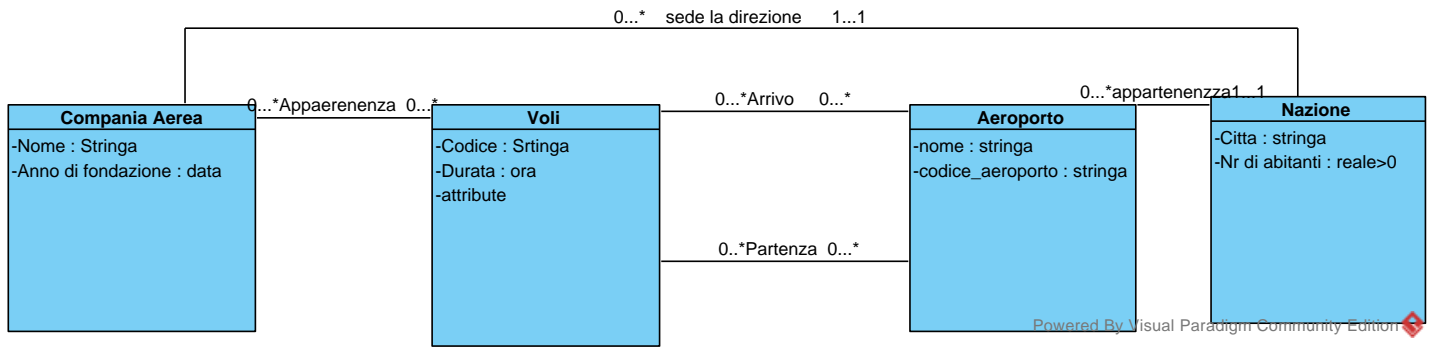 0...* sede la direzione 1...1
0...*Appaerenenza 0...*
0...*Arrivo 0...*
0...*appartenenzza1...1
Compania Aerea
-Nome : Stringa
-Anno di fondazione : data
Voli
-Codice : Srtinga
-Durata : ora
-attribute
Aeroporto
-nome : stringa
-codice_aeroporto : stringa
Nazione
-Citta : stringa
-Nr di abitanti : reale>0
0..*Partenza 0...*
Powered By Visual Paradigm Community Edition